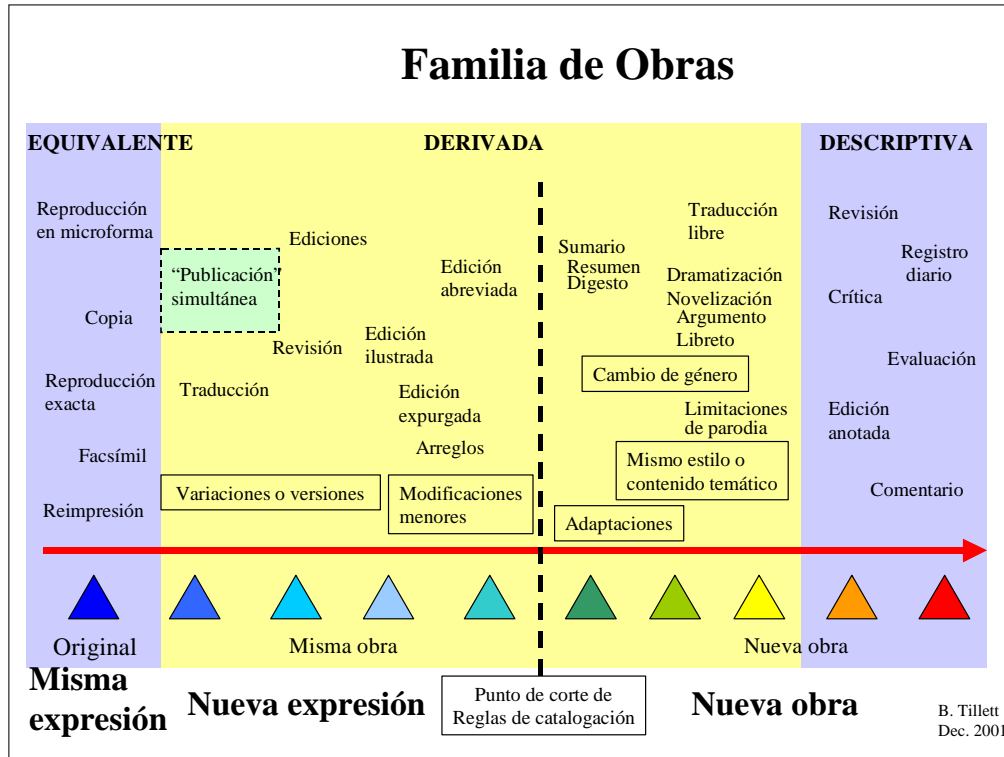 Familia de Obras
EQUIVALENTE
DERIVADA
DESCRIPTIVA
Reproducción
en microforma
Copia
Reproducción
exacta
Facsímil
Reimpresión
“Publicación”
simultánea
Ediciones
Edición
abreviada
Revisión
Edición
ilustrada
Traducción
Edición
expurgada
Arreglos
Variaciones o versiones
Modificaciones
menores
Traducción
libre
Sumario
Resumen
Digesto
Dramatización
Novelización
Argumento
Libreto
Cambio de género
Limitaciones
de parodia
Mismo estilo o
contenido temático
Adaptaciones
Revisión
Registro
diario
Crítica
Evaluación
Edición
anotada
Comentario
Original
Misma obra
Nueva obra
Misma
expresión
Nueva expresión
Punto de corte de
Reglas de catalogación
Nueva obra
B. Tillett
Dec. 2001